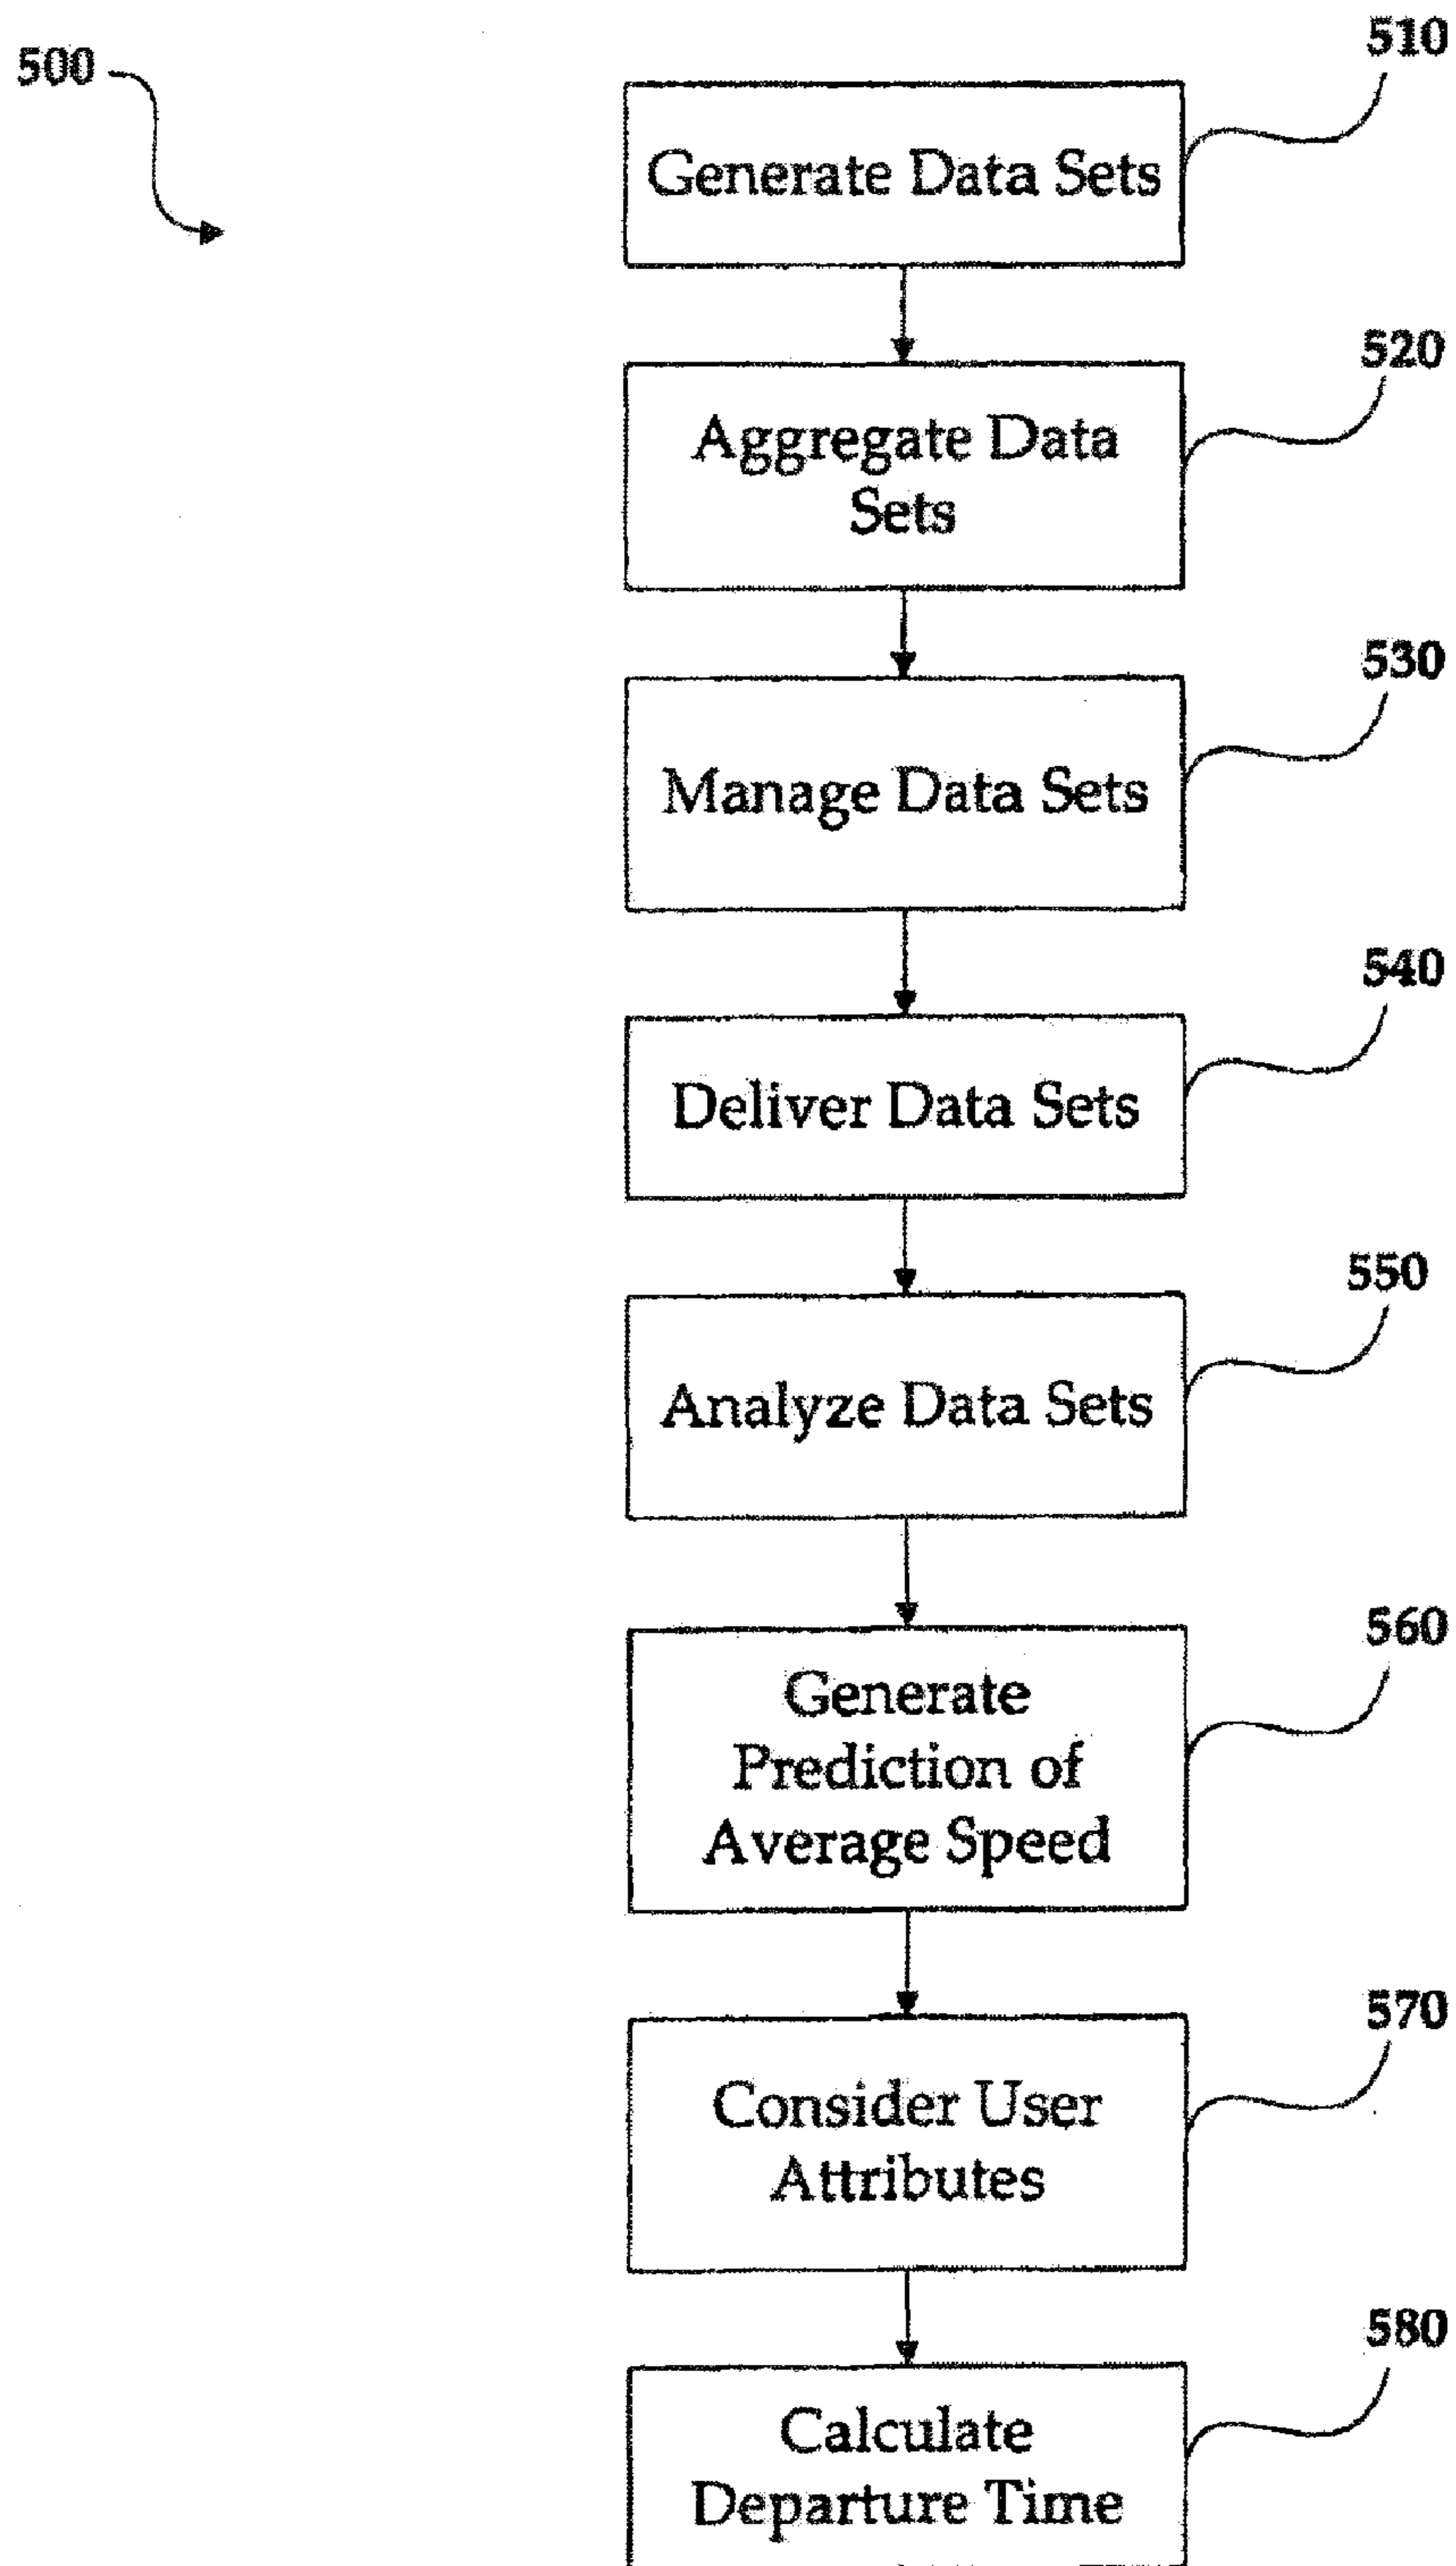 500
510
Generate Data Sets
520
Aggregate Data
Sets
530
Manage Data Sets
540
Deliver Data Sets
550
Analyze Data Sets
560
Generate
Prediction of
Average Speed
570
Consider User
Attributes
580
Calculate
Departure Time